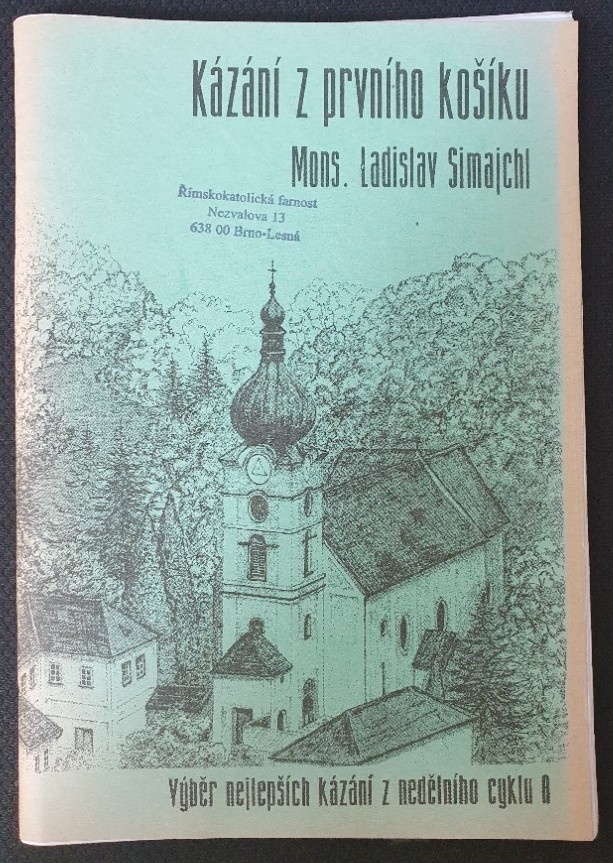 Kázání z prvního košíku
Mons. Ladislav Simajchl
Římskokatolická farnost
Nezvalova 13
638 00 Brno-Lesná
Výběr nejlepších kázání z nedělního cyklu A